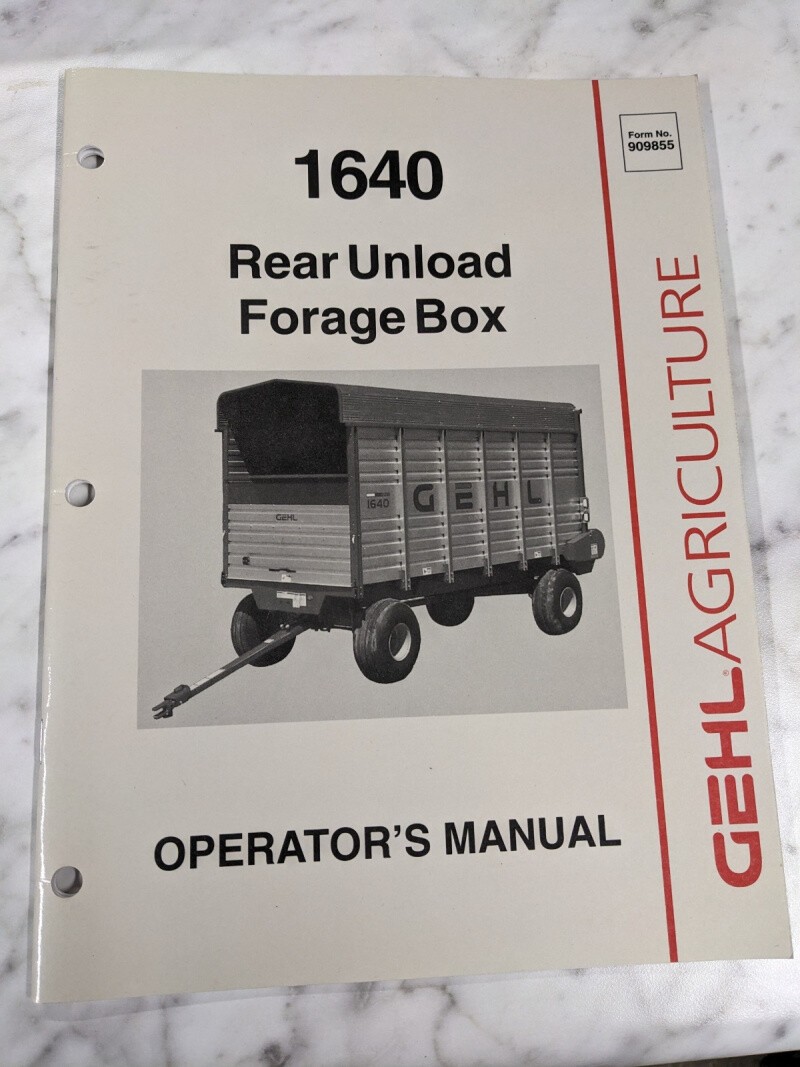 1640
Rear Unload
Forage Box
Form No.
909855
GEHL
1640
GEHL
OPERATOR'S MANUAL
GEHL® AGRICULTURE